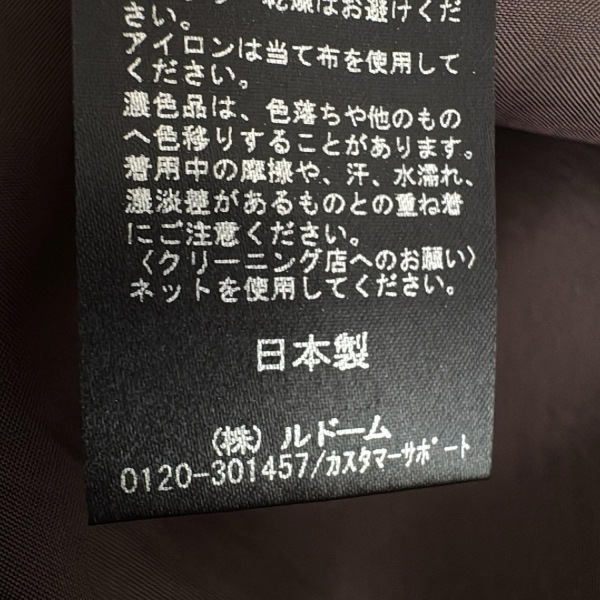 乾燥はお避けくだ
さい。
アイロンは当て布を使用して
ください。
濃色品は、色落ちや他のもの
へ色移りすることがあります。
着用中の摩擦や、汗、水濡れ、
濃淡差があるものとの重ね着
にご注意ください。
〈クリーニング店へのお願い〉
ネットを使用してください。
日本製
(株) ルドーム
0120-301457/カスタマーサポート